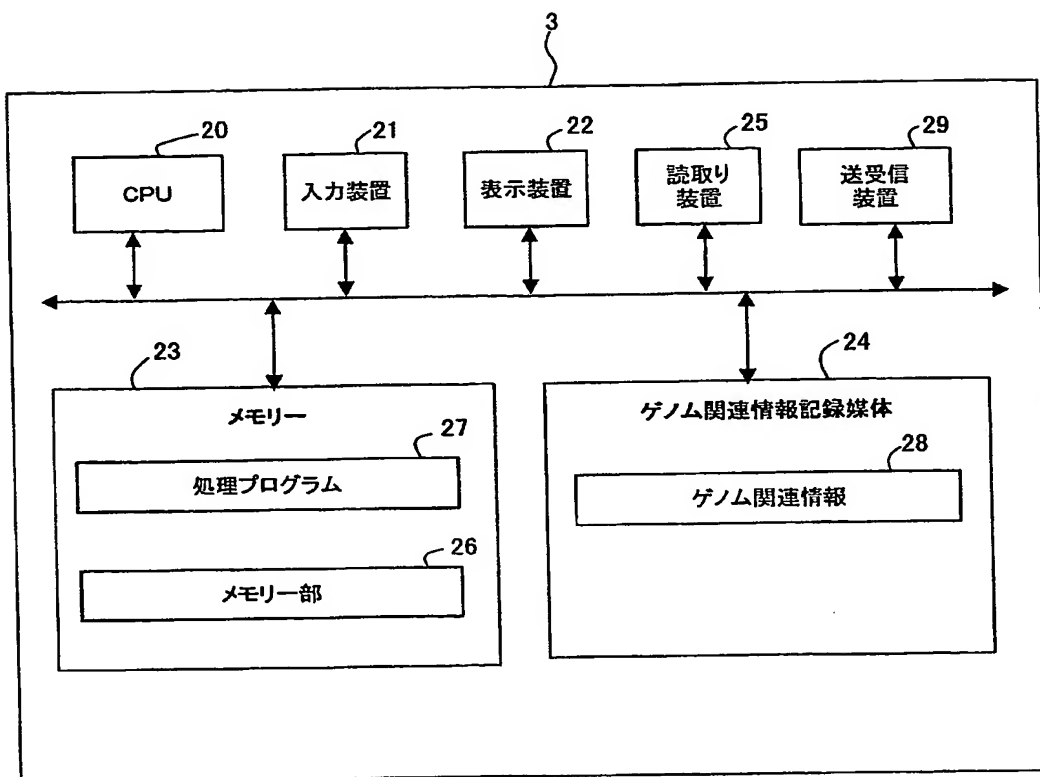 3
20
21
22
25
29
CPU
入力装置
表示装置
読取り
装置
送受信
装置
23
24
メモリー
ゲノム関連情報記録媒体
27
処理プログラム
28
ゲノム関連情報
26
メモリー部